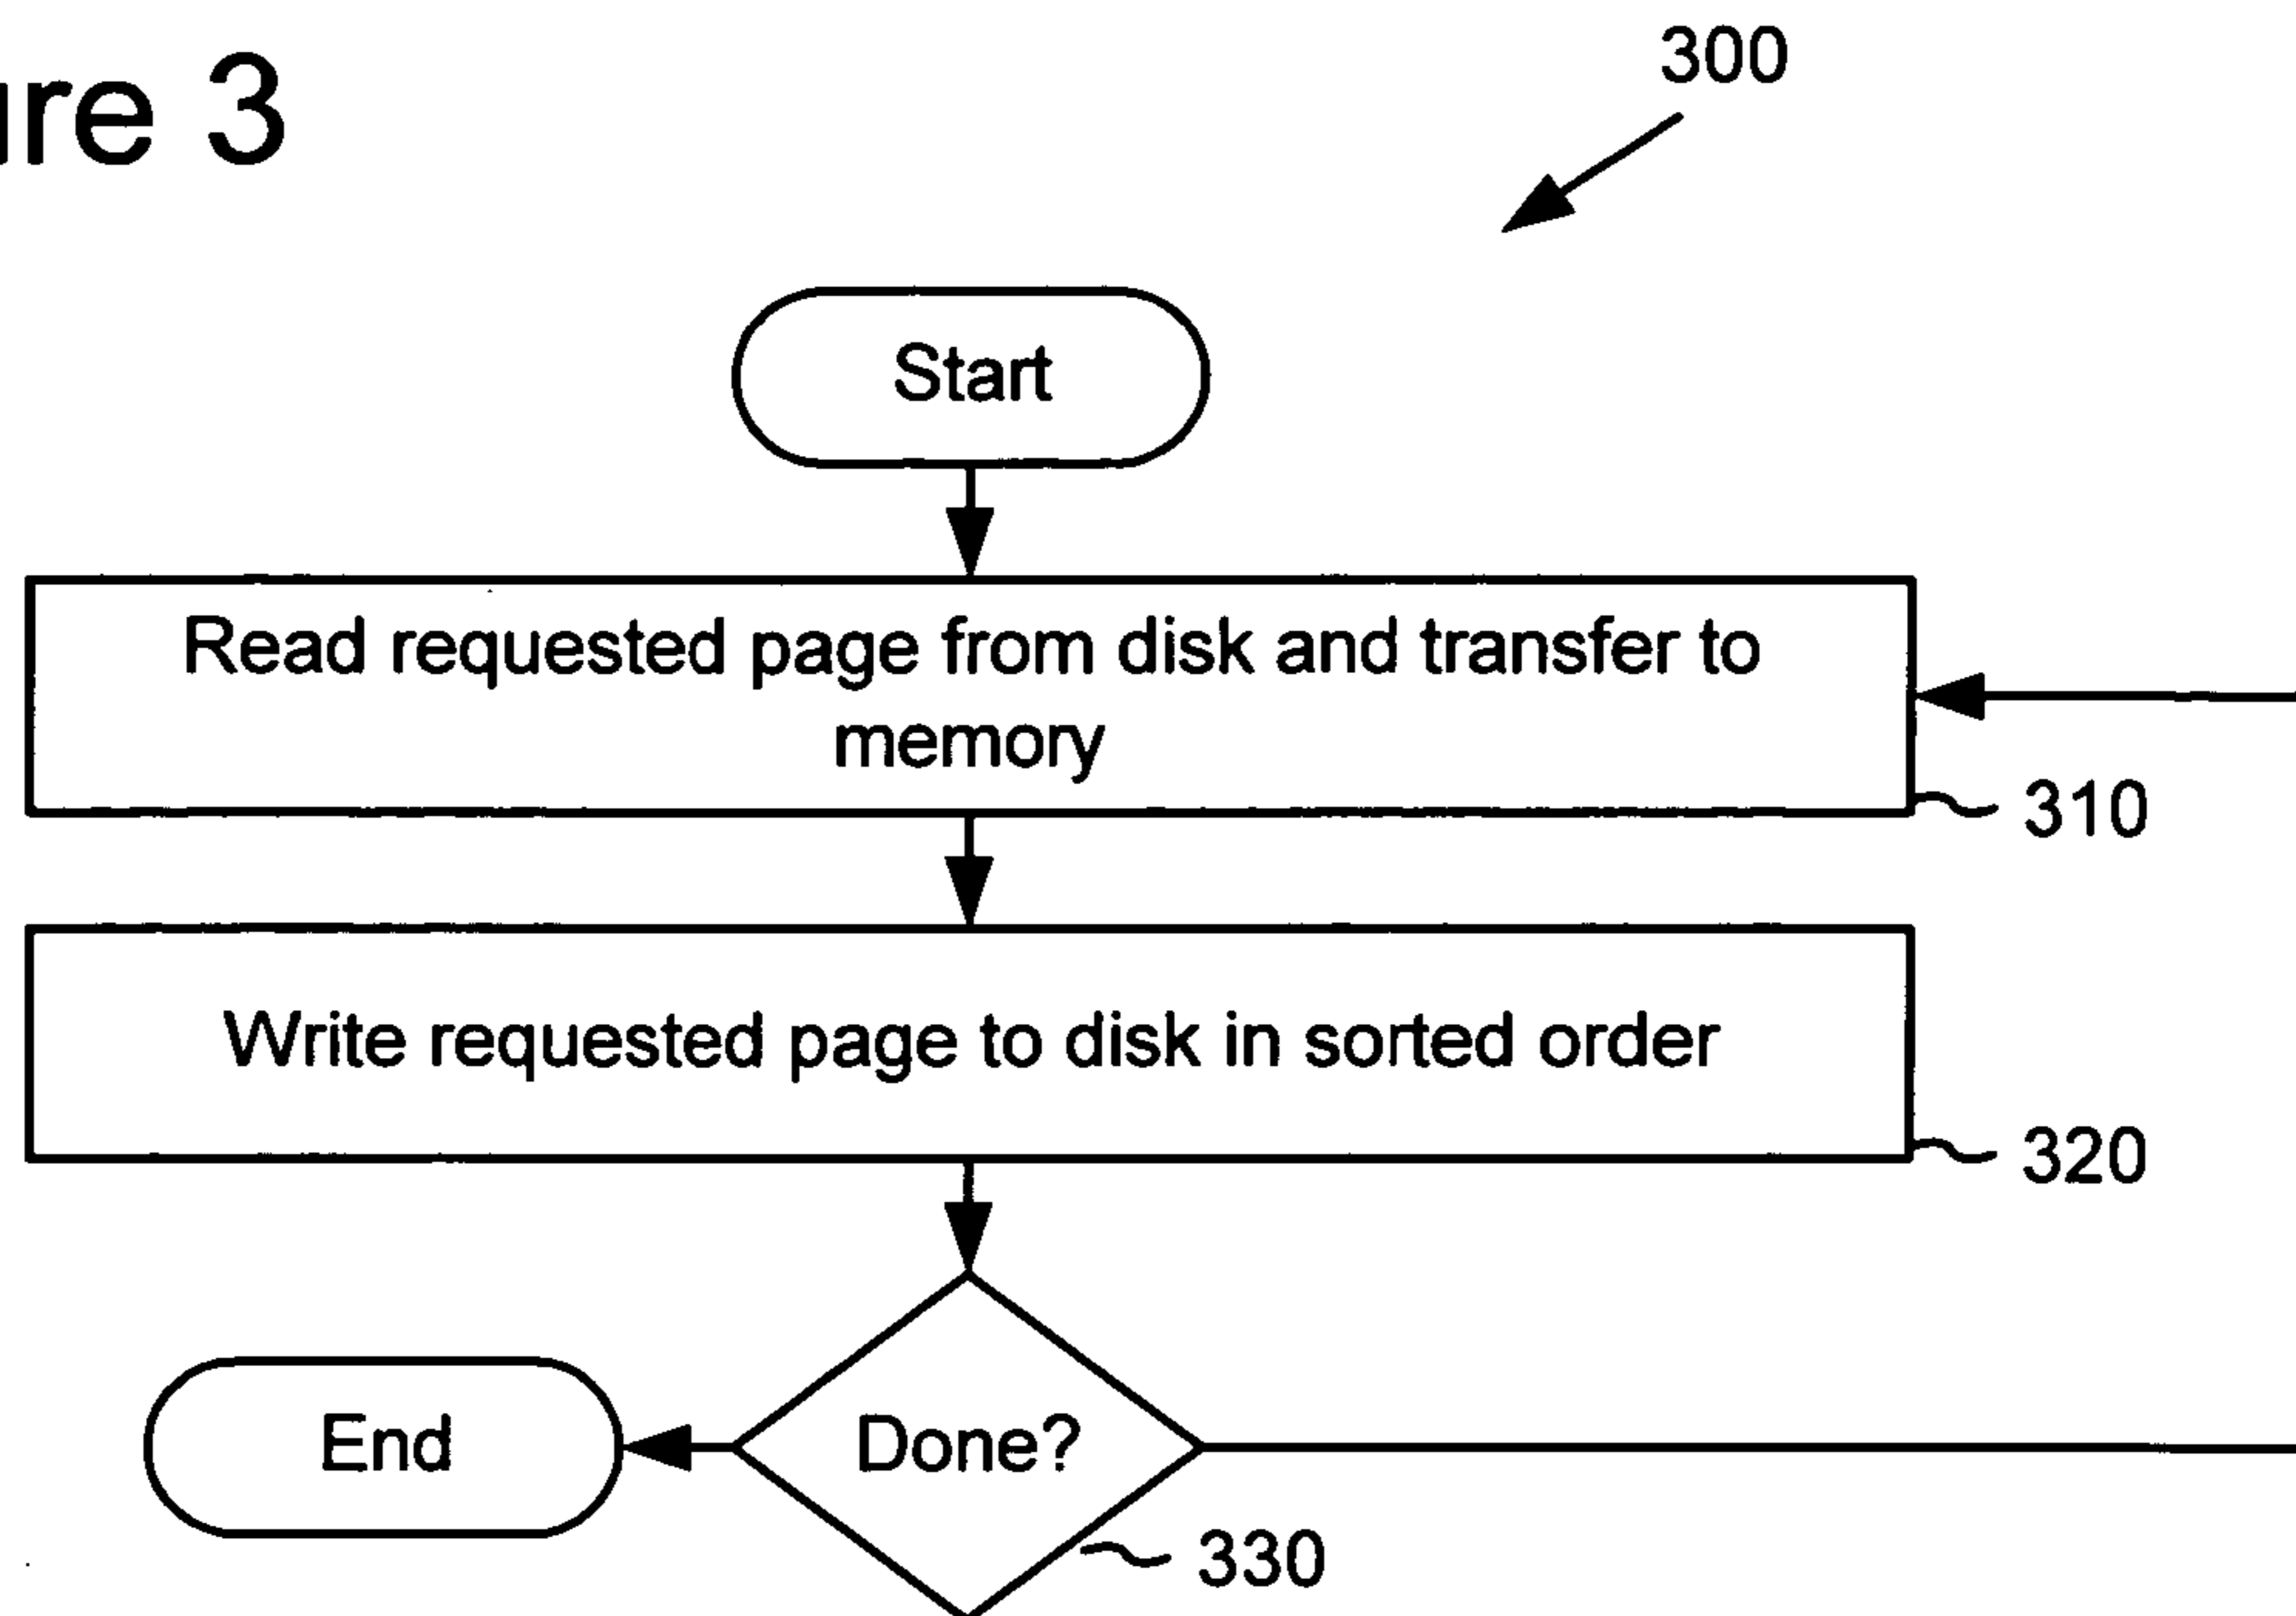 ure 3
300
Start
Read requested page from disk and transfer to
memory
310
Write requested page to disk in sorted order
320
End
Done?
330